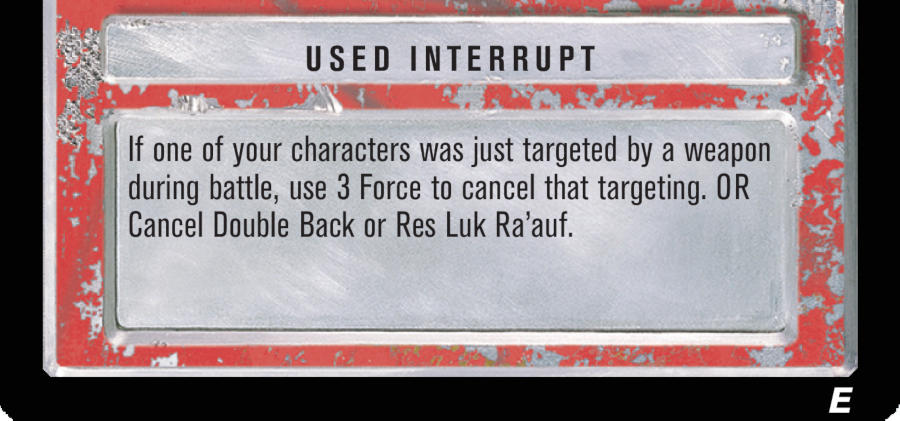 USED INTERRUPT
If one of your characters was just targeted by a weapon
during battle, use 3 Force to cancel that targeting. OR
Cancel Double Back or Res Luk Ra’auf.
E